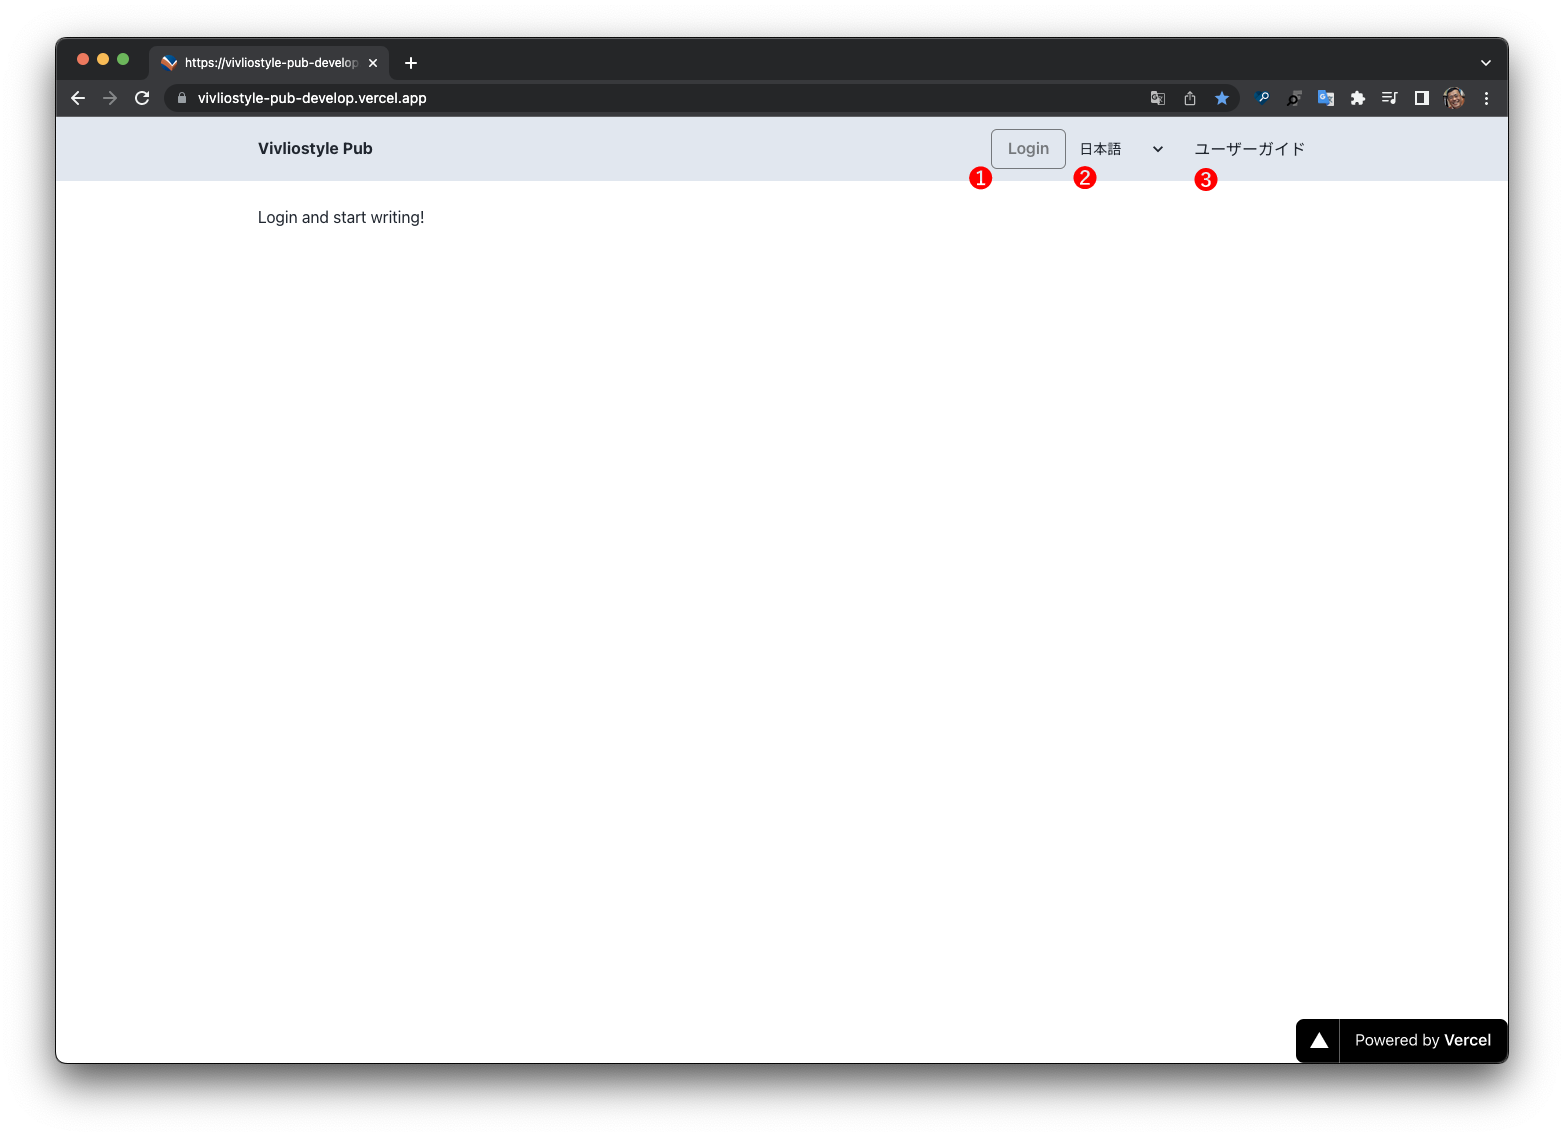 https://vivliostyle-pub-develop
vivliostyle-pub-develop.vercel.app
Vivliostyle Pub
Login
日本語
ユーザーガイド
1
2
3
Login and start writing!
Powered by Vercel